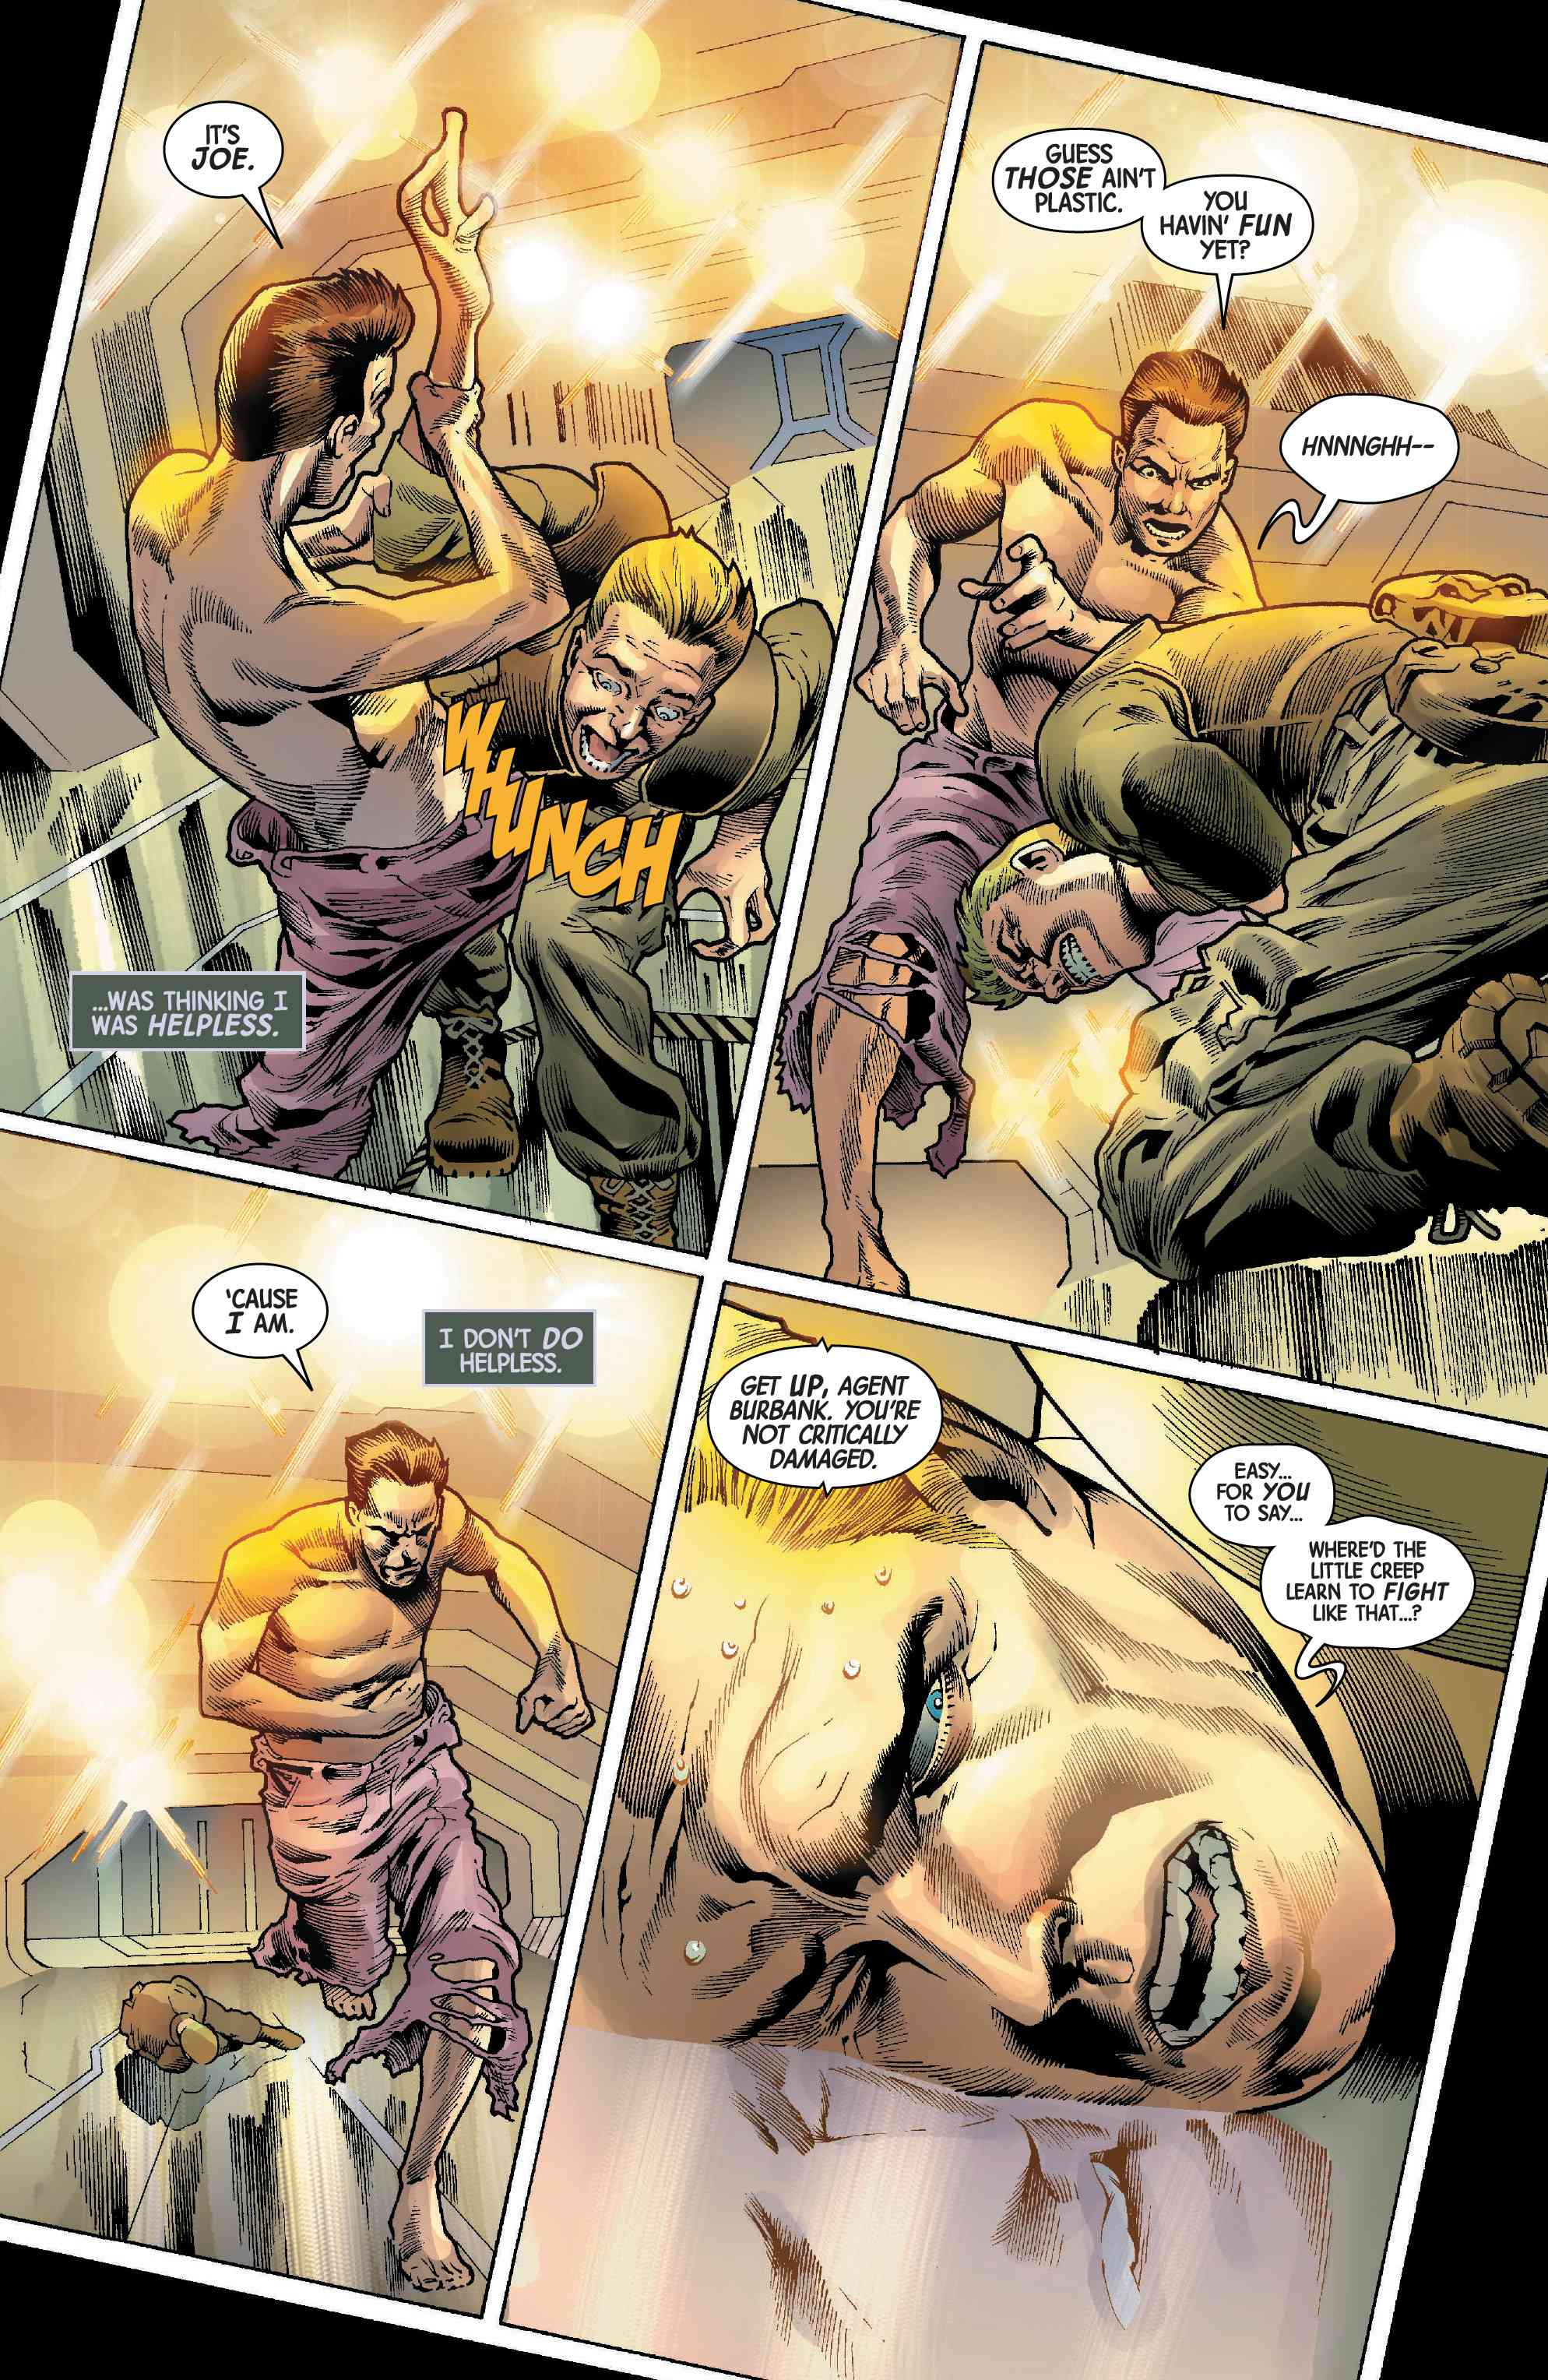 IT'S
JOE.
WHUNCH
...WAS THINKING I
WAS HELPLESS.
GUESS
THOSE AIN'T
PLASTIC.
YOU
HAVIN' FUN
YET?
HNNNGHH--
'CAUSE
I AM.
I DON'T DO
HELPLESS.
GET UP, AGENT
BURBANK. YOU'RE
NOT CRITICALLY
DAMAGED.
EASY...
FOR YOU
TO SAY...
WHERE'D THE
LITTLE CREEP
LEARN TO FIGHT
LIKE THAT...?